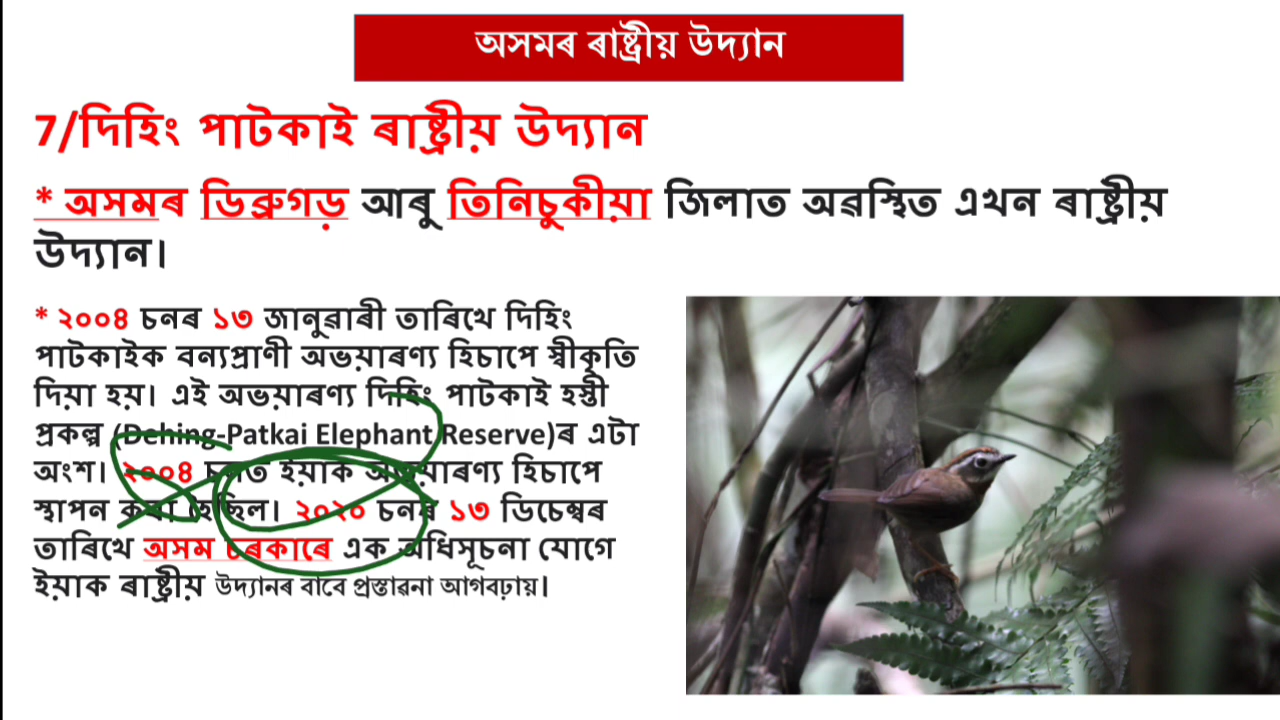 অসমৰ ৰাষ্ট্ৰীয় উদ্যান
7/দিহিং পাটকাই ৰাষ্ট্ৰীয় উদ্যান
* অসমৰ ডিব্ৰুগড় আৰু তিনিচুকীয়া জিলাত অৱস্থিত এখন ৰাষ্ট্ৰীয়
উদ্যান।
* ২০০৪ চনৰ ১৩ জানুৱাৰী তাৰিখে দিহিং
পাটকাইক বন্যপ্ৰাণী অভয়াৰণ্য হিচাপে স্বীকৃতি
দিয়া হয়। এই অভয়াৰণ্য দিহিং পাটকাই হস্তী
প্ৰকল্প (Dehing-Patkai Elephant Reserve)ৰ এটা
অংশ। ২০০৪ চনত ইয়াক অভয়াৰণ্য হিচাপে
স্থাপন কৰা হৈছিল। ২০২০ চনৰ ১৩ ডিচেম্বৰ
তাৰিখে অসম চৰকাৰে এক অধিসূচনা যোগে
ইয়াক ৰাষ্ট্ৰীয় উদ্যানৰ বাবে প্ৰস্তাৱনা আগবঢ়ায়।